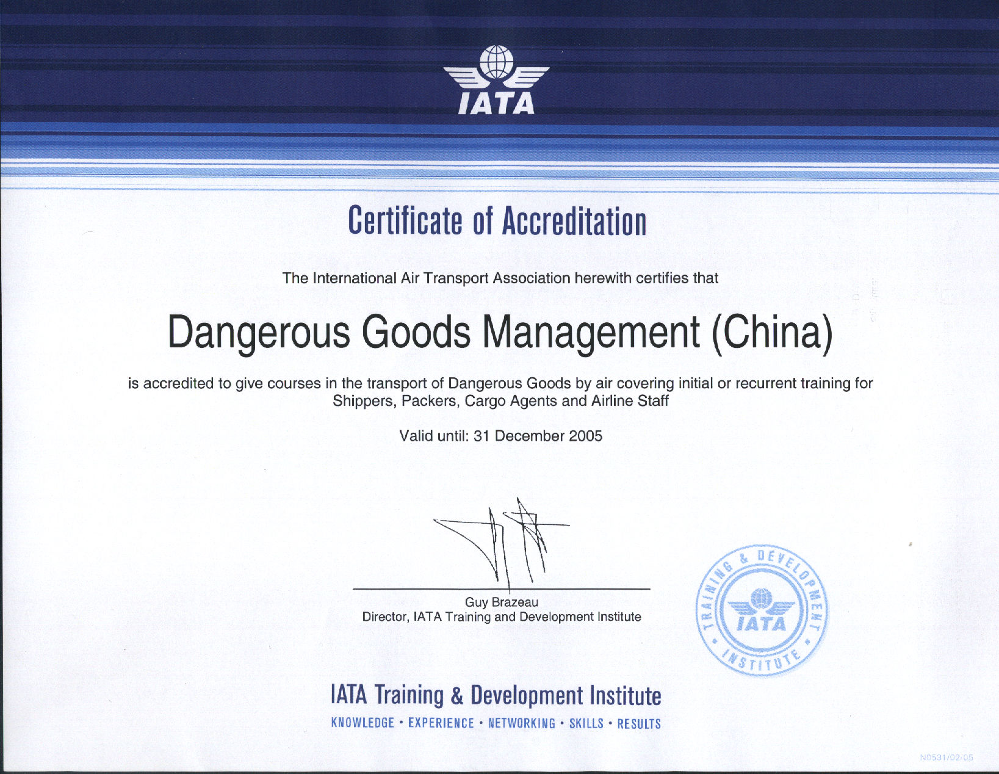 IATA
Certificate of Accreditation
The International Air Transport Association herewith certifies that
Dangerous Goods Management (China)
is accredited to give courses in the transport of Dangerous Goods by air covering initial or recurrent training for
Shippers, Packers, Cargo Agents and Airline Staff
Valid until: 31 December 2005
Guy Brazeau
Director, IATA Training and Development Institute
TRAINING & DEVELOPMENT
IATA
• INSTITUTE •
IATA Training & Development Institute
KNOWLEDGE • EXPERIENCE • NETWORKING • SKILLS • RESULTS
N0531/02/05